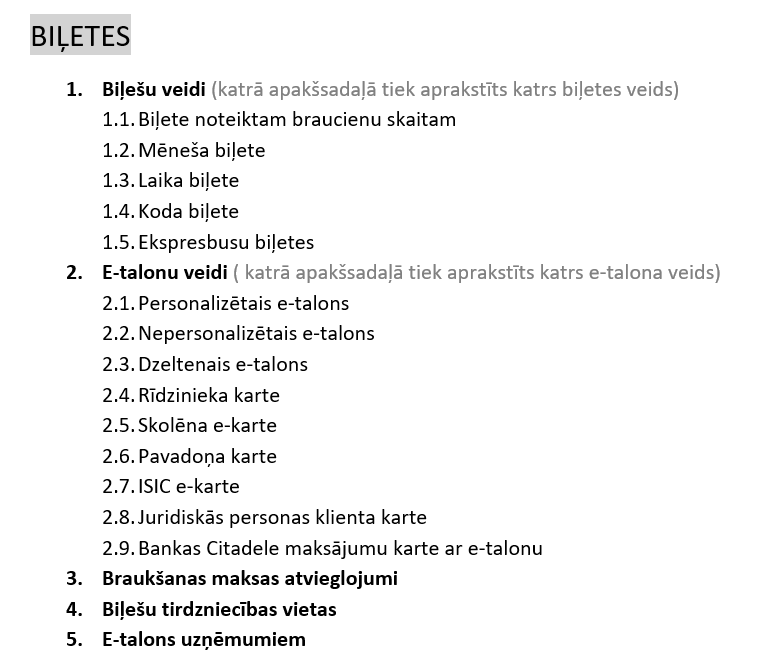 BIĻETES
1. Biļešu veidi (katrā apakšsadaļā tiek aprakstīts katrs biļetes veids)
1.1. Biļete noteiktam braucienu skaitam
1.2. Mēneša biļete
1.3. Laika biļete
1.4. Koda biļete
1.5. Ekspresbusu biļetes
2. E-talonu veidi ( katrā apakšsadaļā tiek aprakstīts katrs e-talona veids)
2.1. Personalizētais e-talons
2.2. Nepersonalizētais e-talons
2.3. Dzeltenais e-talons
2.4. Rīdzinieka karte
2.5. Skolēna e-karte
2.6. Pavadoņa karte
2.7. ISIC e-karte
2.8. Juridiskās personas klienta karte
2.9. Bankas Citadele maksājumu karte ar e-talonu
3. Braukšanas maksas atvieglojumi
4. Biļešu tirdzniecības vietas
5. E-talons uzņēmumiem